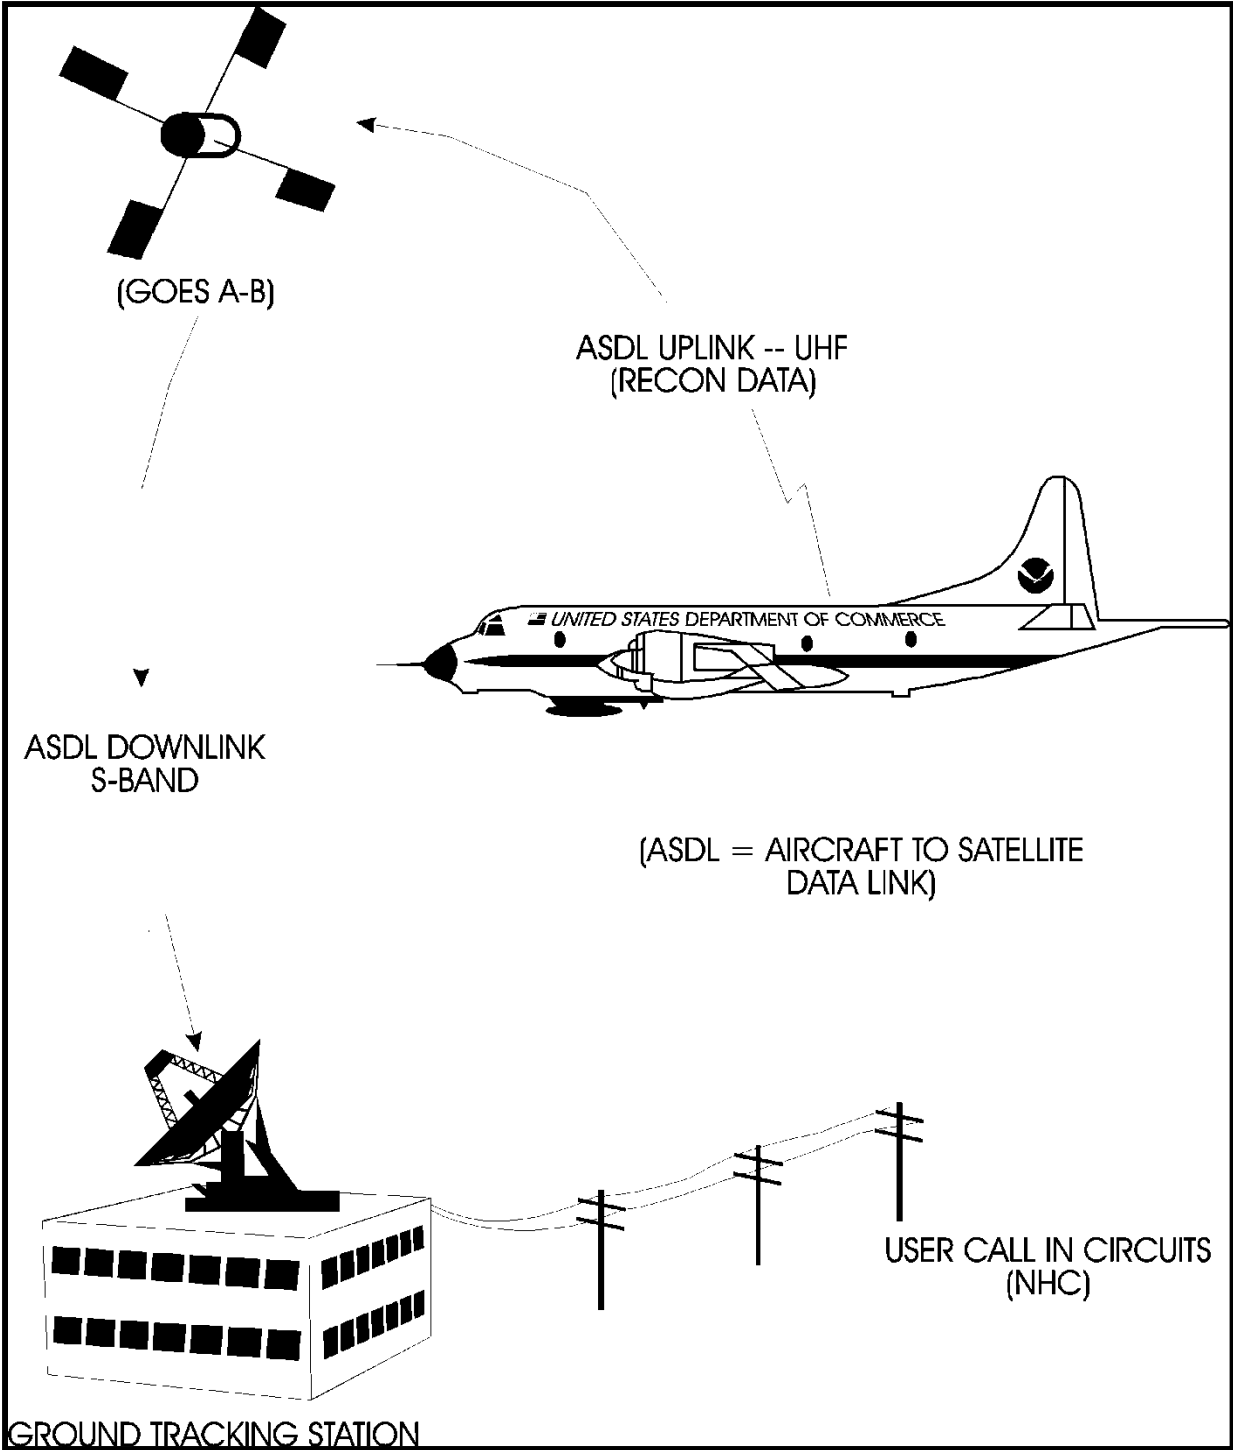 (GOES A-B)
ASDL UPLINK -- UHF
(RECON DATA)
UNITED STATES DEPARTMENT OF COMMERCE
ASDL DOWNLINK
S-BAND
(ASDL = AIRCRAFT TO SATELLITE
DATA LINK)
USER CALL IN CIRCUITS
(NHC)
GROUND TRACKING STATION